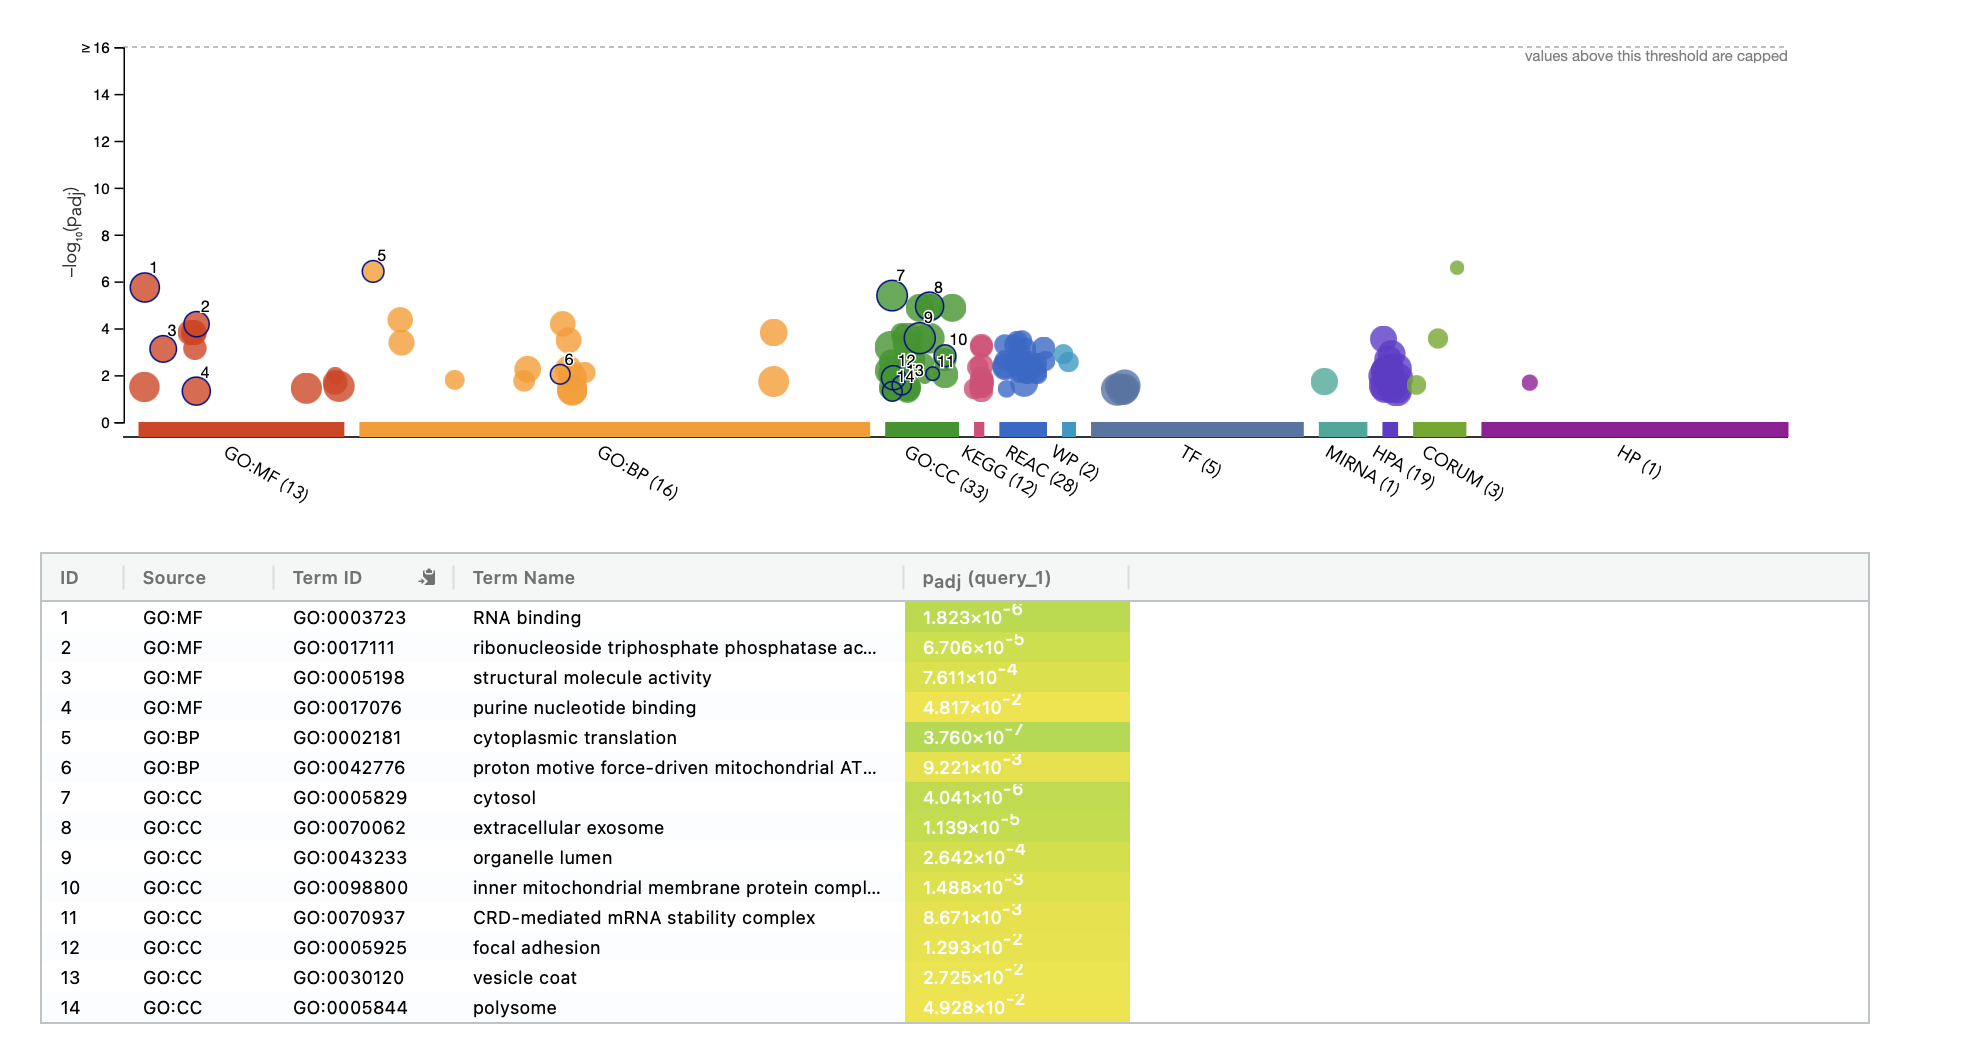 ≥ 16
values above this threshold are capped
14
12
10
8
6
4
2
0
–log₁₀(padj)
1
2
3
4
5
6
7
8
9
10
11
12
13
14
GO:MF (13)
GO:BP (16)
GO:CC (33)
KEGG (12)
REAC (28)
WP (2)
TF (5)
MIRNA (1)
HPA (19)
CORUM (3)
HP (1)
ID Source Term ID Term Name padj (query_1)
1 GO:MF GO:0003723 RNA binding 1.823×10⁻⁶
2 GO:MF GO:0017111 ribonucleoside triphosphate phosphatase ac... 6.706×10⁻⁵
3 GO:MF GO:0005198 structural molecule activity 7.611×10⁻⁴
4 GO:MF GO:0017076 purine nucleotide binding 4.817×10⁻²
5 GO:BP GO:0002181 cytoplasmic translation 3.760×10⁻⁷
6 GO:BP GO:0042776 proton motive force-driven mitochondrial AT... 9.221×10⁻³
7 GO:CC GO:0005829 cytosol 4.041×10⁻⁶
8 GO:CC GO:0070062 extracellular exosome 1.139×10⁻⁵
9 GO:CC GO:0043233 organelle lumen 2.642×10⁻⁴
10 GO:CC GO:0098800 inner mitochondrial membrane protein compl... 1.488×10⁻³
11 GO:CC GO:0070937 CRD-mediated mRNA stability complex 8.671×10⁻³
12 GO:CC GO:0005925 focal adhesion 1.293×10⁻²
13 GO:CC GO:0030120 vesicle coat 2.725×10⁻²
14 GO:CC GO:0005844 polysome 4.928×10⁻²